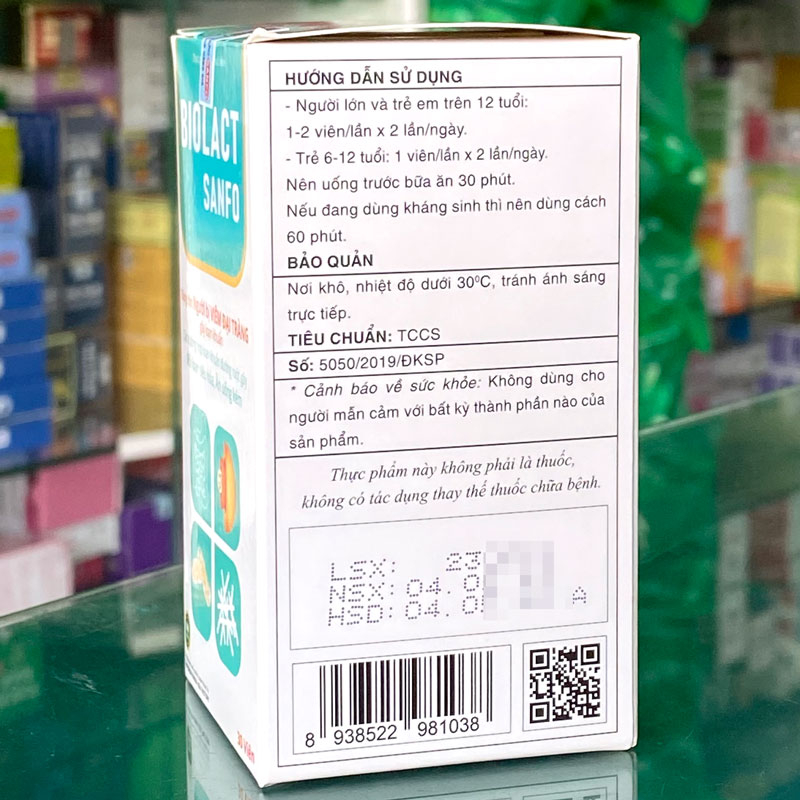 BIOLACT
SANFO
VIÊM ĐẠI TRÀNG
30 Viên
HƯỚNG DẪN SỬ DỤNG
- Người lớn và trẻ em trên 12 tuổi:
1-2 viên/lần x 2 lần/ngày.
- Trẻ 6-12 tuổi: 1 viên/lần x 2 lần/ngày.
Nên uống trước bữa ăn 30 phút.
Nếu đang dùng kháng sinh thì nên dùng cách
60 phút.
BẢO QUẢN
Nơi khô, nhiệt độ dưới 30⁰C, tránh ánh sáng
trực tiếp.
TIÊU CHUẨN: TCCS
Số: 5050/2019/ĐKSP
* Cảnh báo về sức khỏe: Không dùng cho
người mẫn cảm với bất kỳ thành phần nào của
sản phẩm.
Thực phẩm này không phải là thuốc,
không có tác dụng thay thế thuốc chữa bệnh.
LSX: 23
NSX: 04.
HSD: 04. A
8 938522 981038